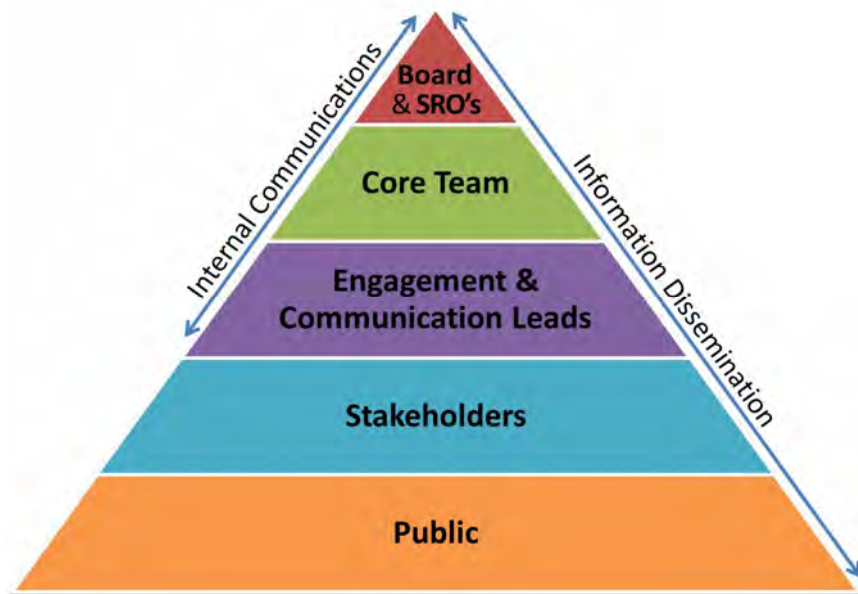 Board
& SRO's
Internal Communications
Information Dissemination
Core Team
Engagement &
Communication Leads
Stakeholders
Public